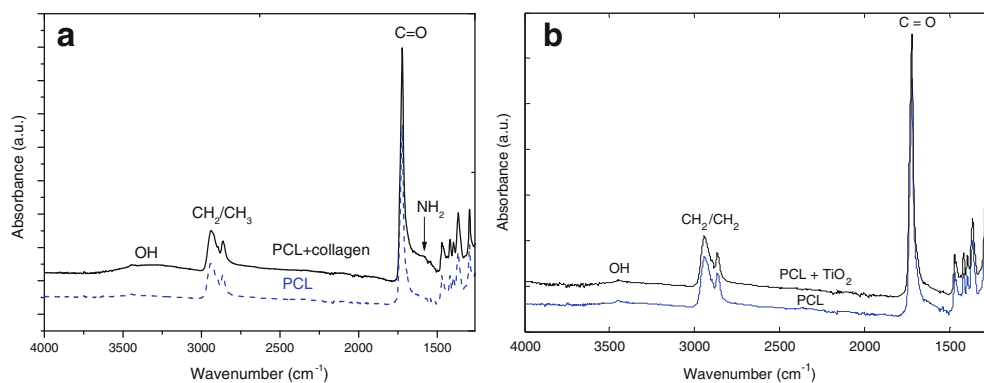 a
C=O
NH₂
CH₂/CH₃
OH
PCL+collagen
PCL
Absorbance (a.u.)
4000 3500 3000 2500 2000 1500
Wavenumber (cm⁻¹)
b
C = O
CH₂/CH₂
OH
PCL + TiO₂
PCL
Absorbance (a.u.)
4000 3500 3000 2500 2000 1500
Wavenumber (cm⁻¹)